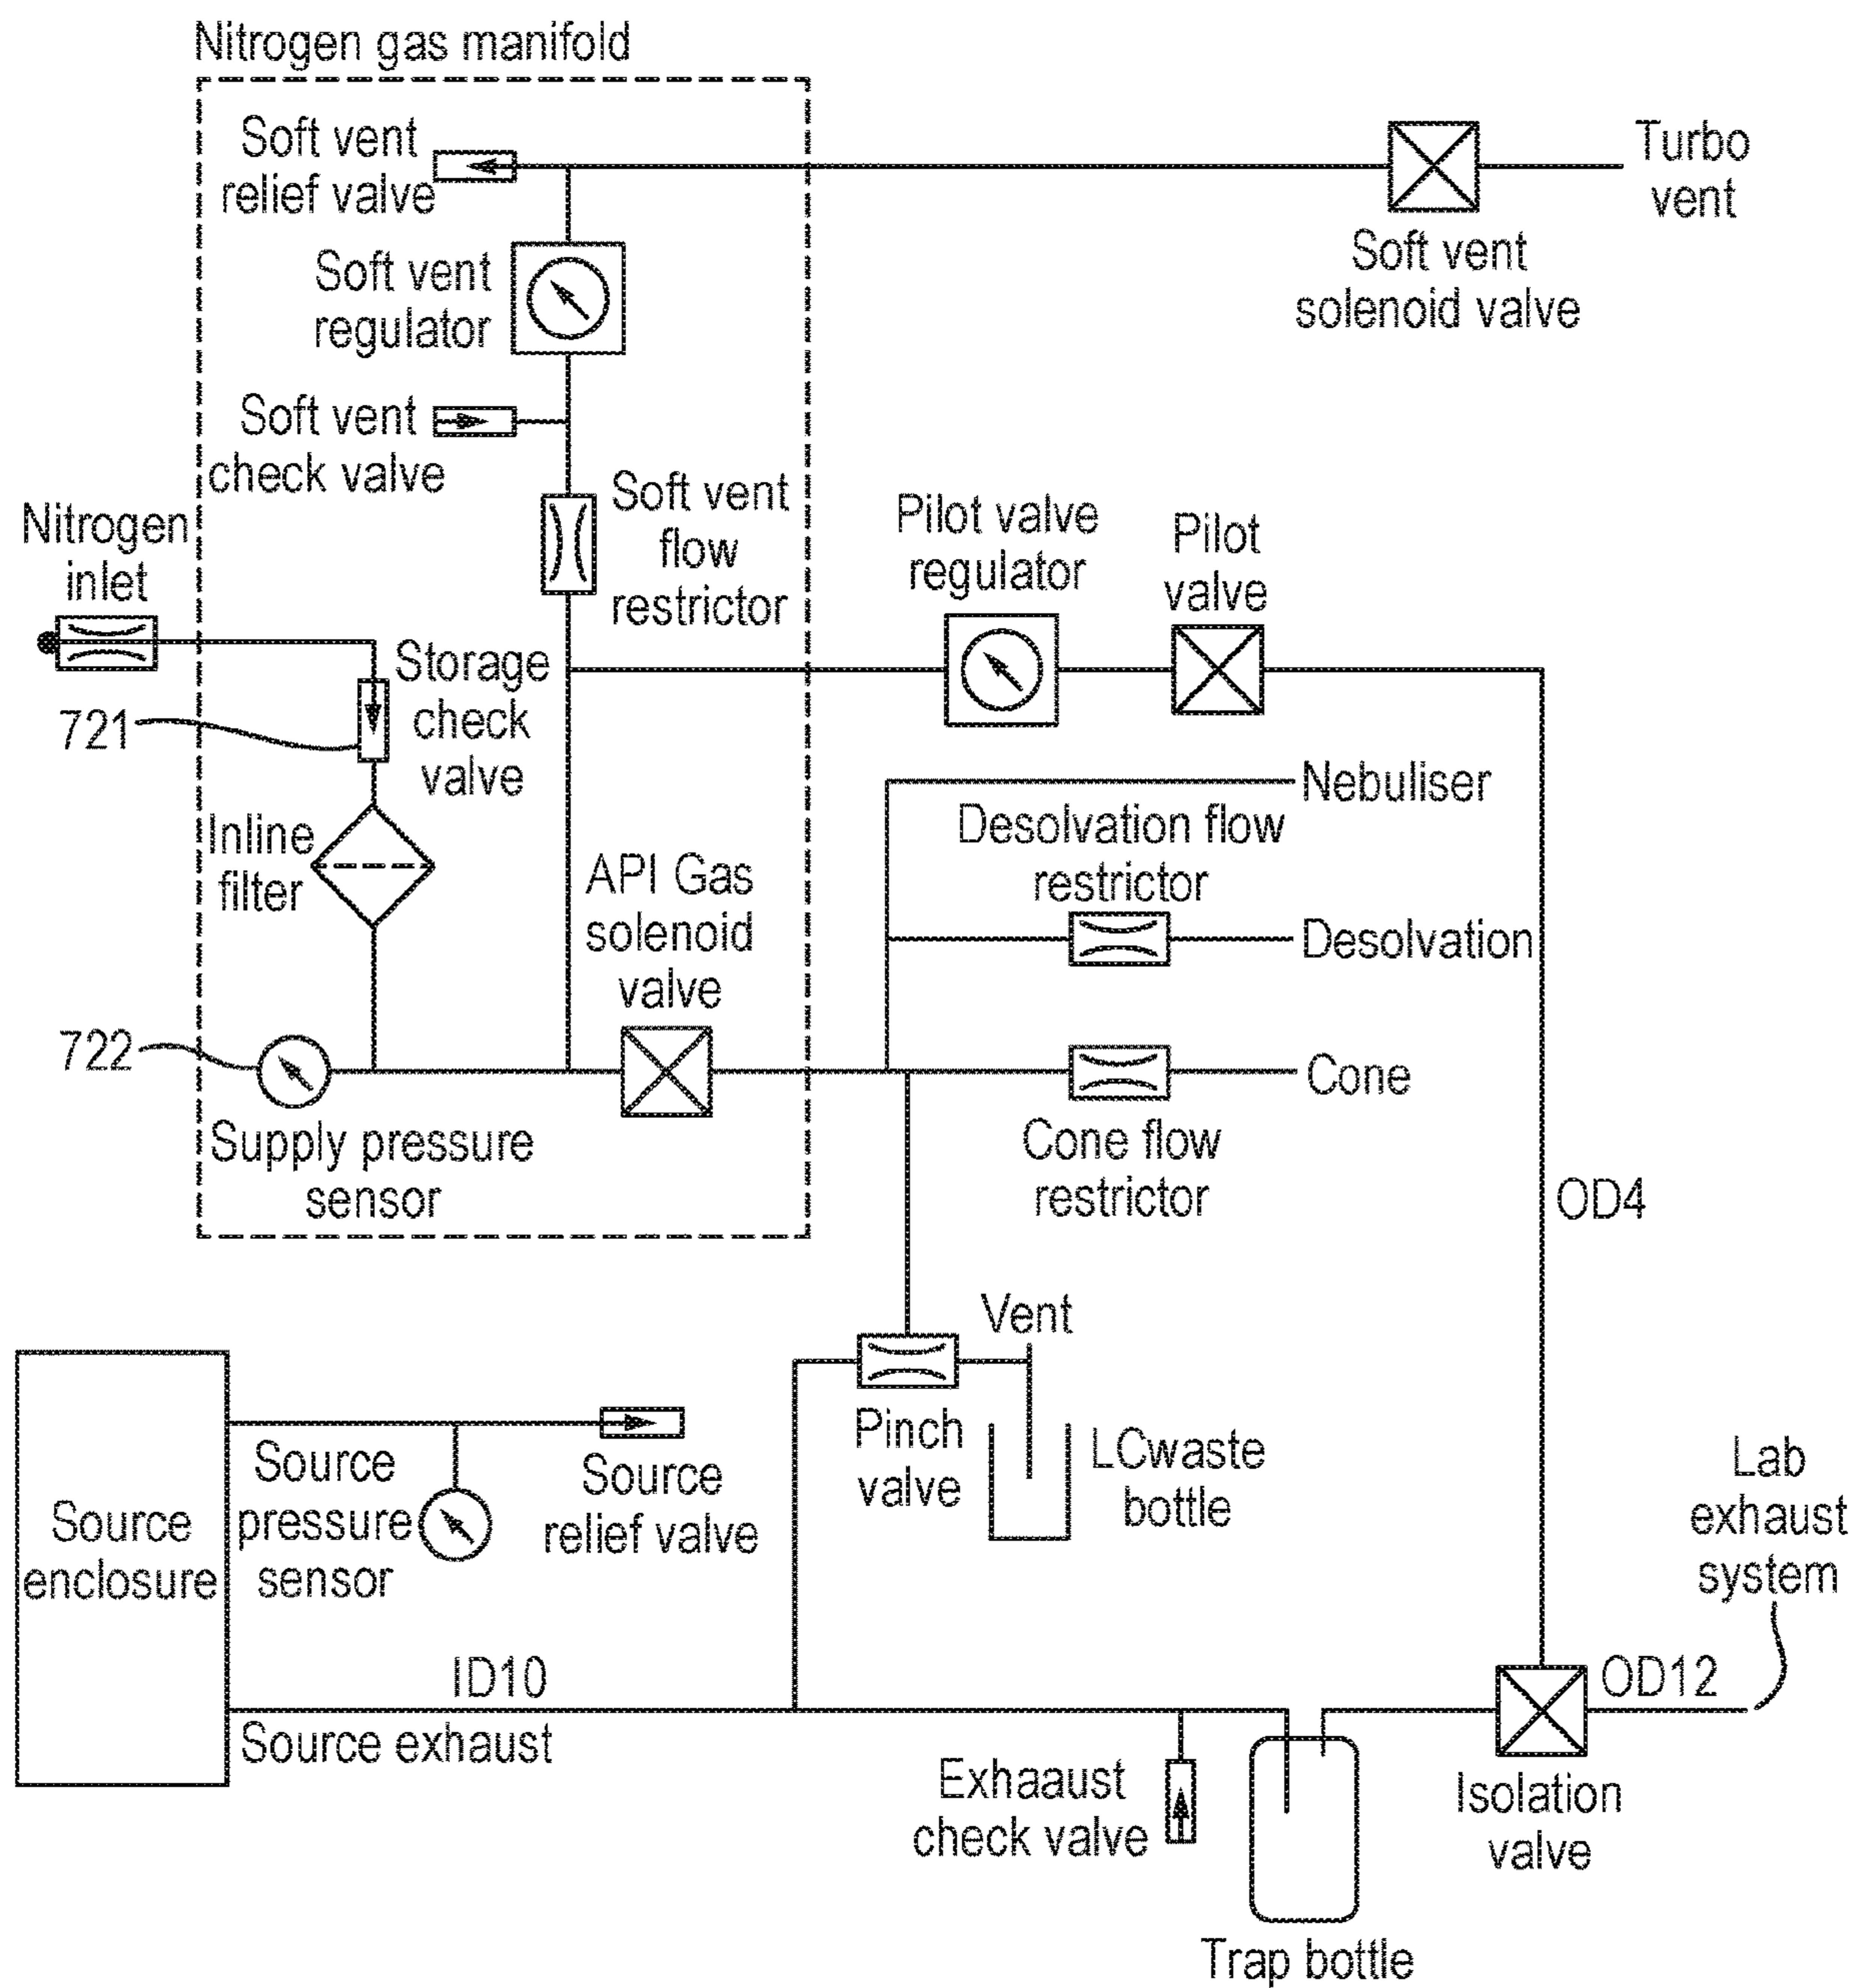 Nitrogen gas manifold
Soft vent
relief valve
Turbo
vent
Soft vent
solenoid valve
Soft vent
regulator
Soft vent
check valve
Soft vent
flow
restrictor
Nitrogen
inlet
Pilot valve
regulator
Pilot
valve
Storage
check
valve
721
Nebuliser
Inline
filter
Desolvation flow
restrictor
API Gas
solenoid
valve
Desolvation
722
Cone
Supply pressure
sensor
Cone flow
restrictor
OD4
Vent
Pinch
valve
LCwaste
bottle
Source
enclosure
Source
pressure
sensor
Source
relief valve
Lab
exhaust
system
ID10
Source exhaust
OD12
Exhaaust
check valve
Isolation
valve
Trap bottle